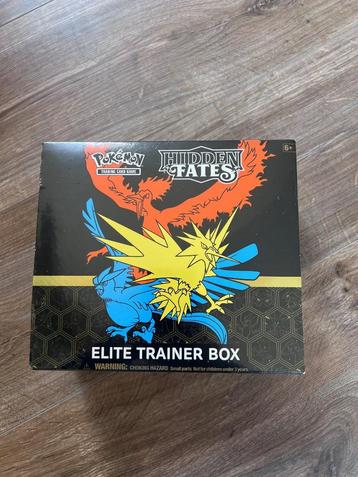 POKéMON
TRADING CARD GAME
HIDDEN
FATES
6+
ELITE TRAINER BOX
WARNING: CHOKING HAZARD Small parts. Not for children under 3 years.